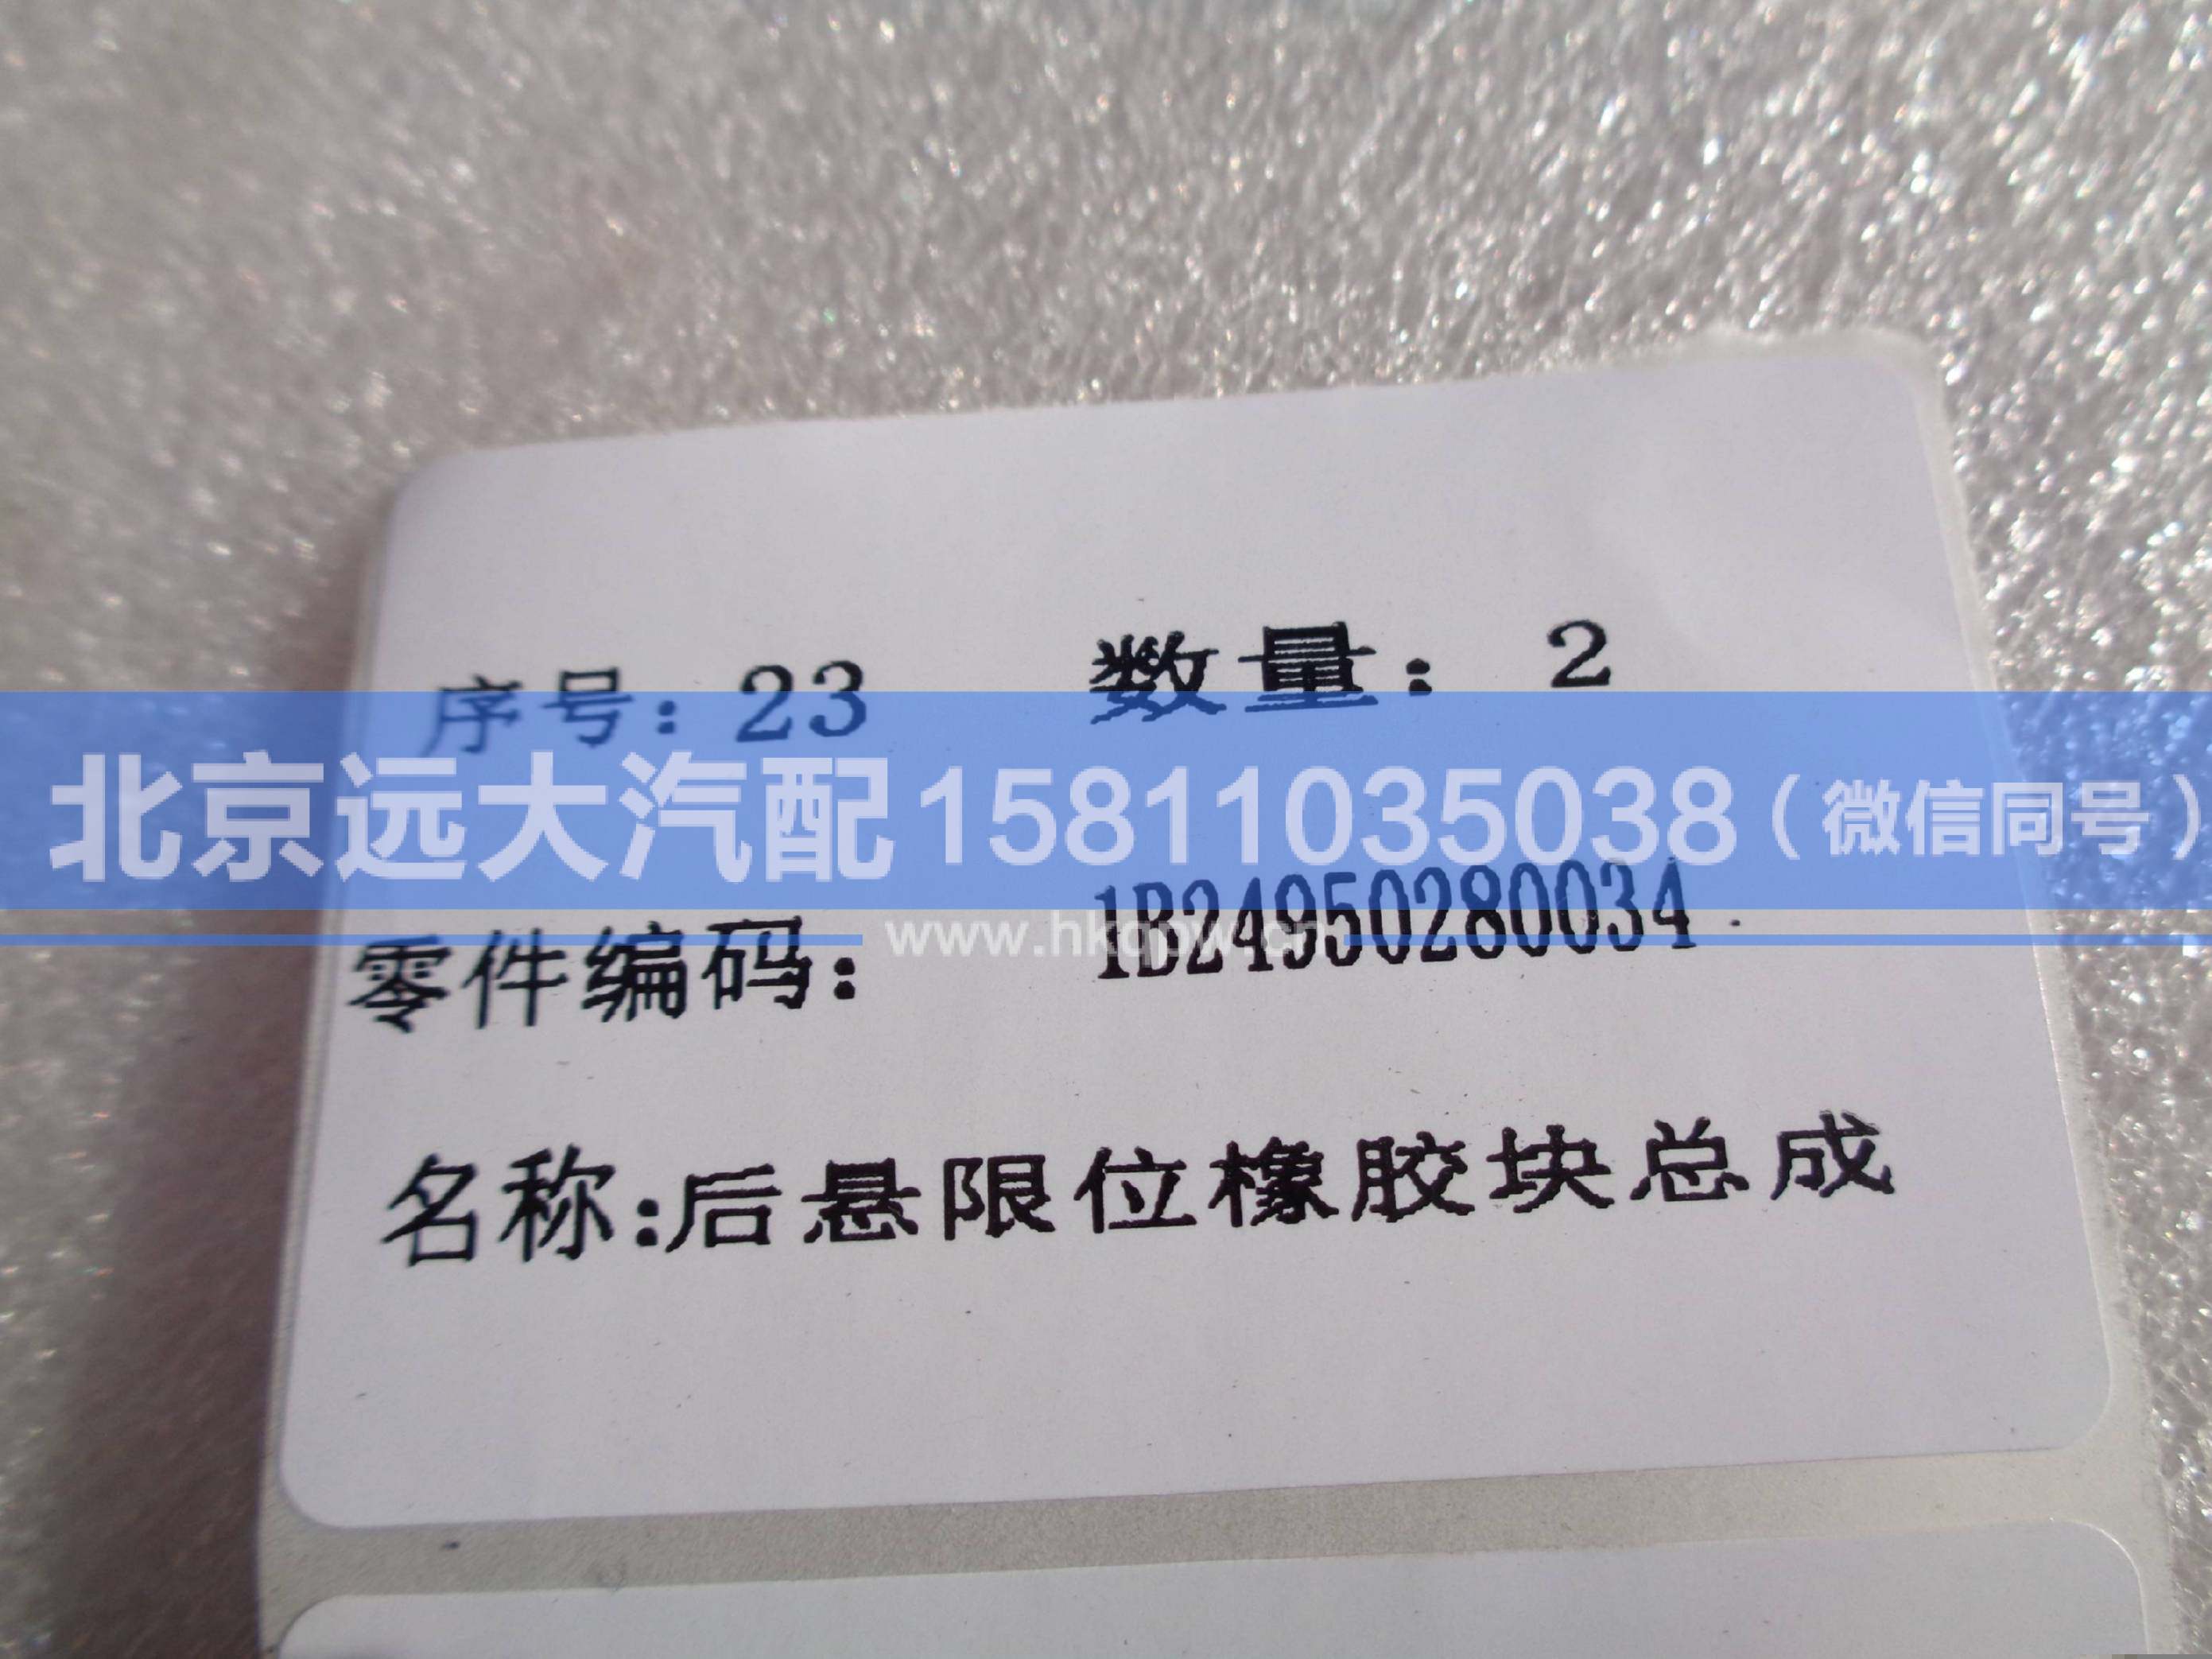 序号：23 数量： 2
北京远大汽配15811035038（微信同号）
零件编码： 1B24950280034
www.hkqpw.cn
名称:后悬限位橡胶块总成